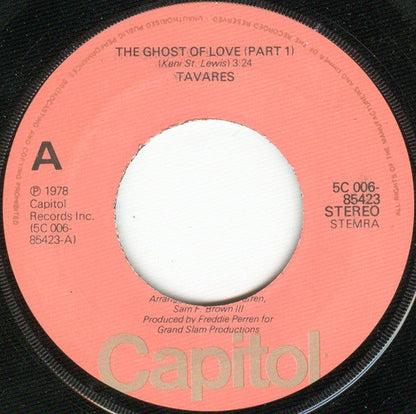 THE GHOST OF LOVE (PART 1)
(Keni St. Lewis) 3:24
TAVARES
A
℗ 1978
Capitol
Records Inc.
(5C 006-
85423-A)
5C 006-
85423
STEREO
STEMRA
Sam F. Brown III
Produced by Freddie Perren for
Grand Slam Productions
Capitol